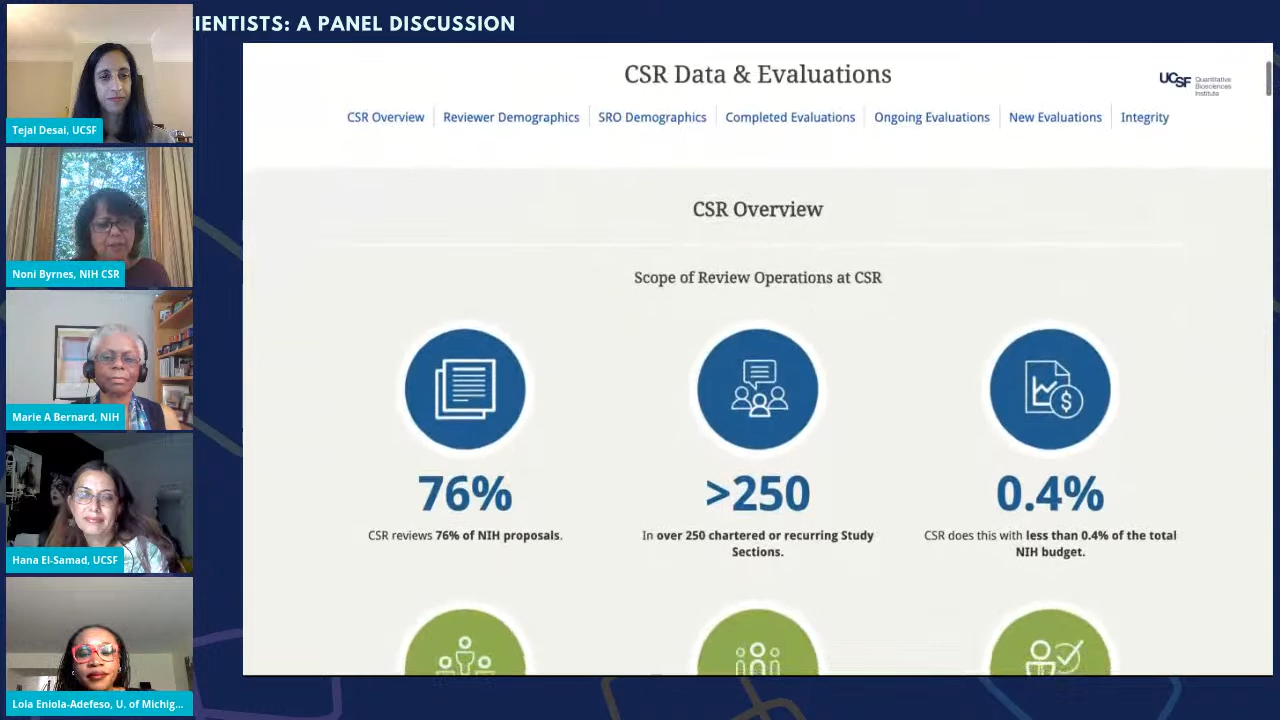 CIENTISTS: A PANEL DISCUSSION
Tejal Desai, UCSF
Noni Byrnes, NIH CSR
Marie A Bernard, NIH
Hana El-Samad, UCSF
Lola Eniola-Adefeso, U. of Michig...
CSR Data & Evaluations
UCSF
Quantitative
Biosciences
Institute
CSR Overview
Reviewer Demographics
SRO Demographics
Completed Evaluations
Ongoing Evaluations
New Evaluations
Integrity
CSR Overview
Scope of Review Operations at CSR
76%
CSR reviews 76% of NIH proposals.
>250
In over 250 chartered or recurring Study
Sections.
0.4%
CSR does this with less than 0.4% of the total
NIH budget.